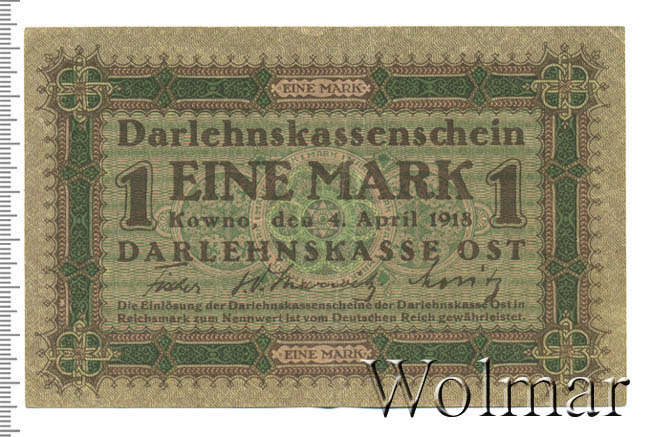 EINE MARK
Darlehnskassenschein
1 EINE MARK 1
Kowno, den 4. April 1918
DARLEHNSKASSE OST
Die Einlösung der Darlehnskassenscheine der Darlehnskasse Ost in
Reichsmark zum Nennwert ist vom Deutschen Reich gewährleistet.
EINE MARK
Wolmar